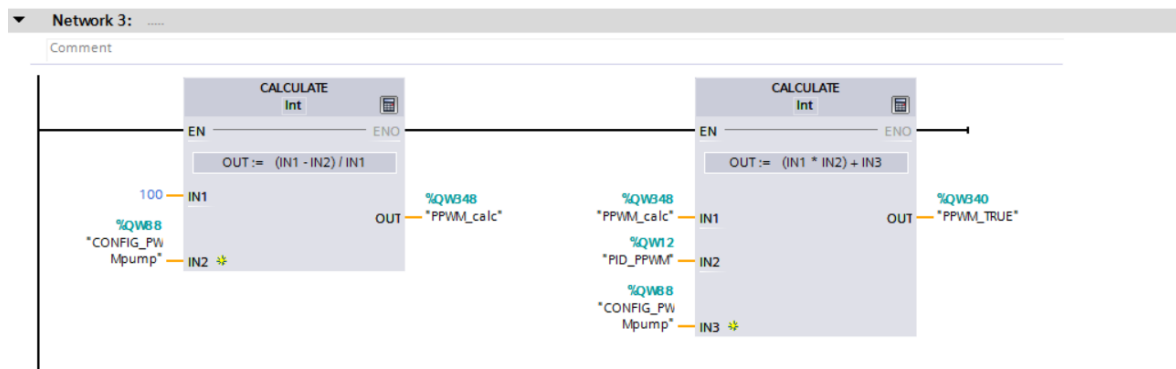 Network 3: .....
Comment
CALCULATE
Int
EN
ENO
OUT := (IN1 - IN2) / IN1
100
IN1
%QW88
"CONFIG_PW
Mpump"
IN2
%QW348
OUT
"PPWM_calc"
CALCULATE
Int
EN
ENO
OUT := (IN1 * IN2) + IN3
%QW348
"PPWM_calc"
IN1
%QW12
"PID_PPWM"
IN2
%QW88
"CONFIG_PW
Mpump"
IN3
%QW340
OUT
"PPWM_TRUE"